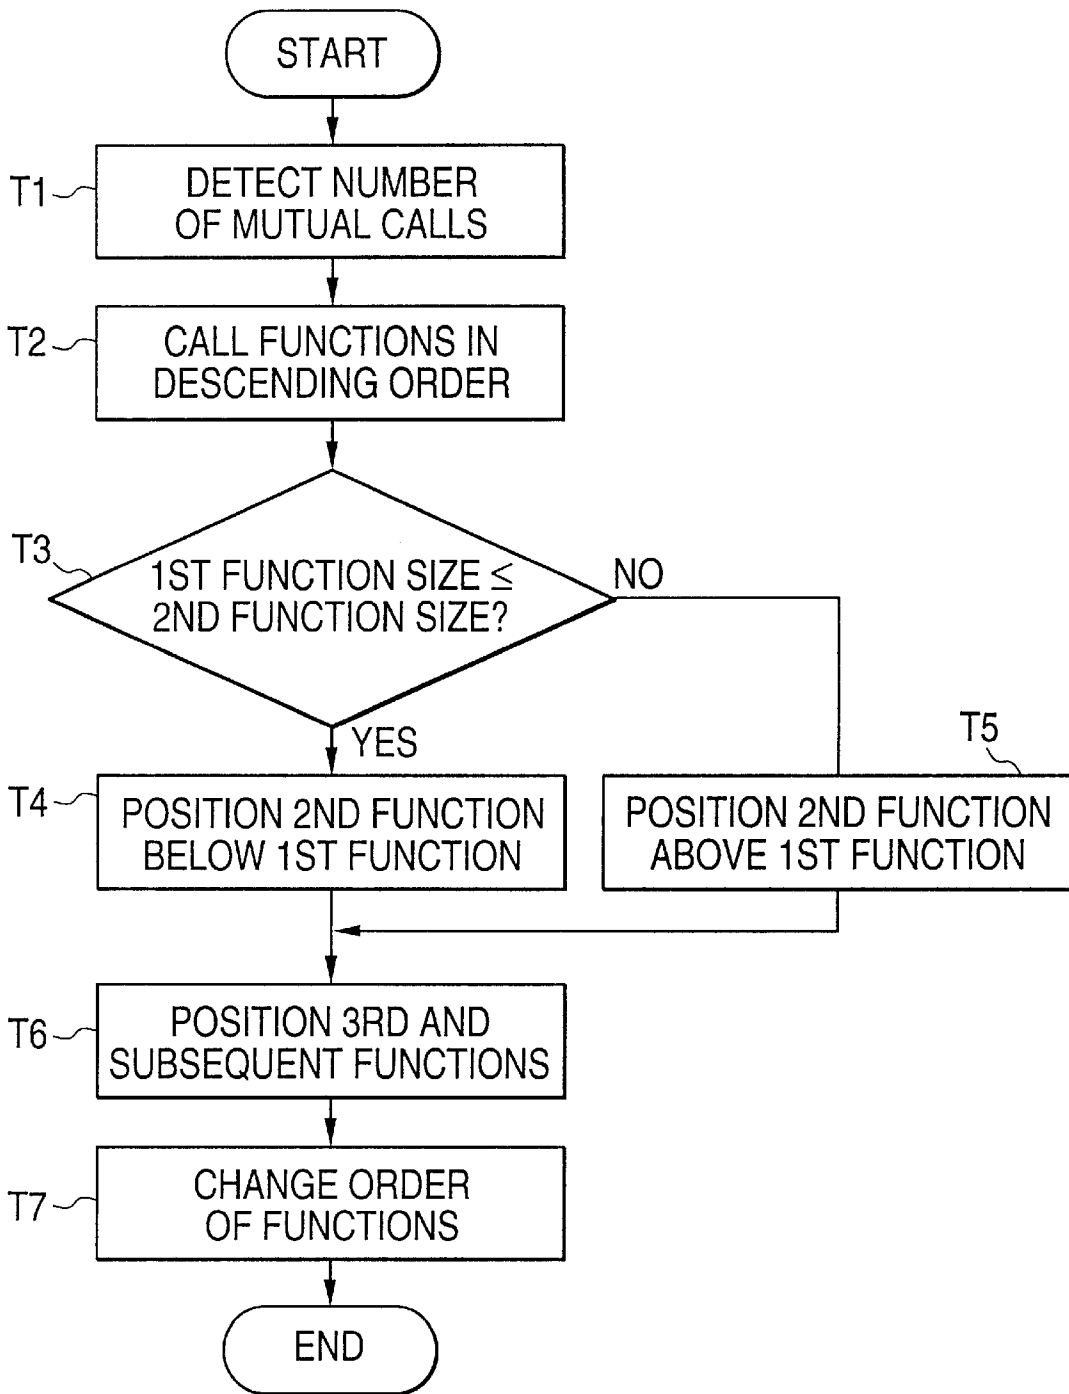 START
T1
DETECT NUMBER
OF MUTUAL CALLS
T2
CALL FUNCTIONS IN
DESCENDING ORDER
T3
1ST FUNCTION SIZE ≤
2ND FUNCTION SIZE?
NO
YES
T4
POSITION 2ND FUNCTION
BELOW 1ST FUNCTION
T5
POSITION 2ND FUNCTION
ABOVE 1ST FUNCTION
T6
POSITION 3RD AND
SUBSEQUENT FUNCTIONS
T7
CHANGE ORDER
OF FUNCTIONS
END